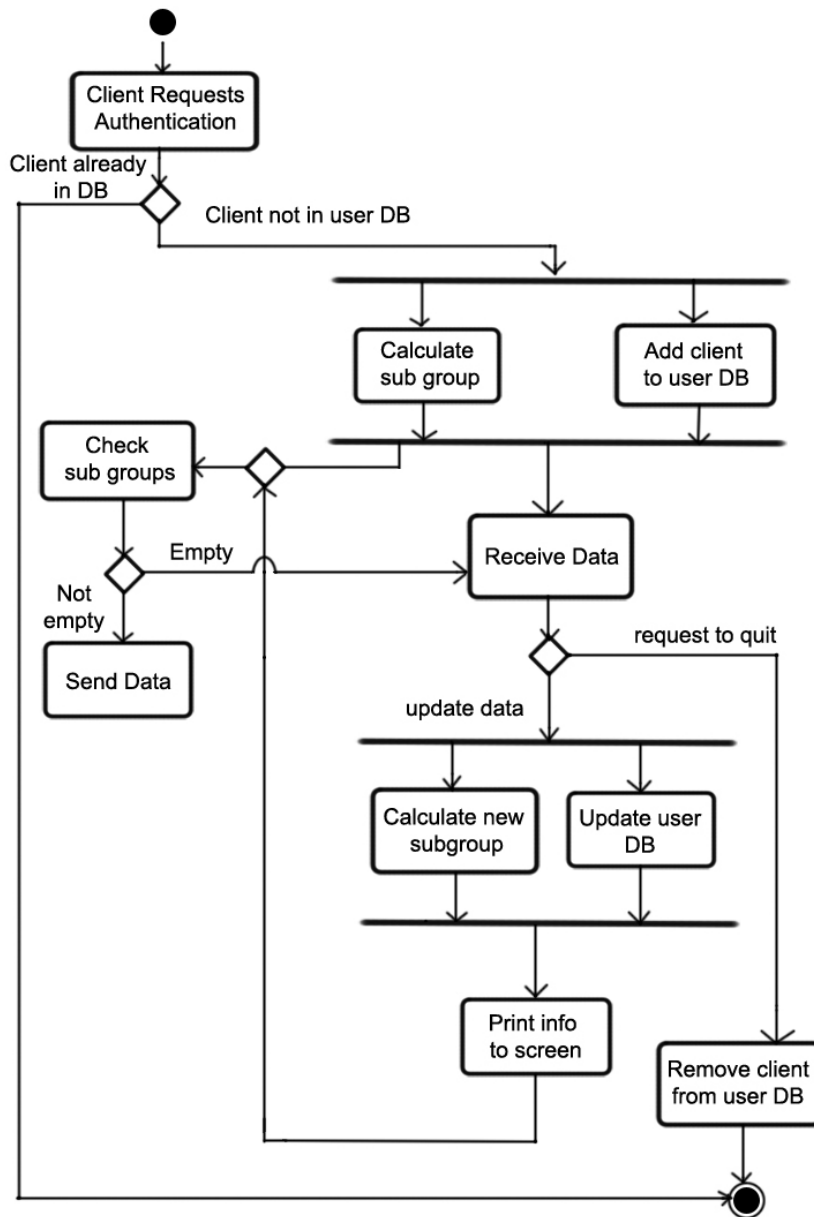 Client Requests
Authentication
Client already
in DB
Client not in user DB
Calculate
sub group
Add client
to user DB
Check
sub groups
Empty
Receive Data
Not
empty
request to quit
Send Data
update data
Calculate new
subgroup
Update user
DB
Print info
to screen
Remove client
from user DB